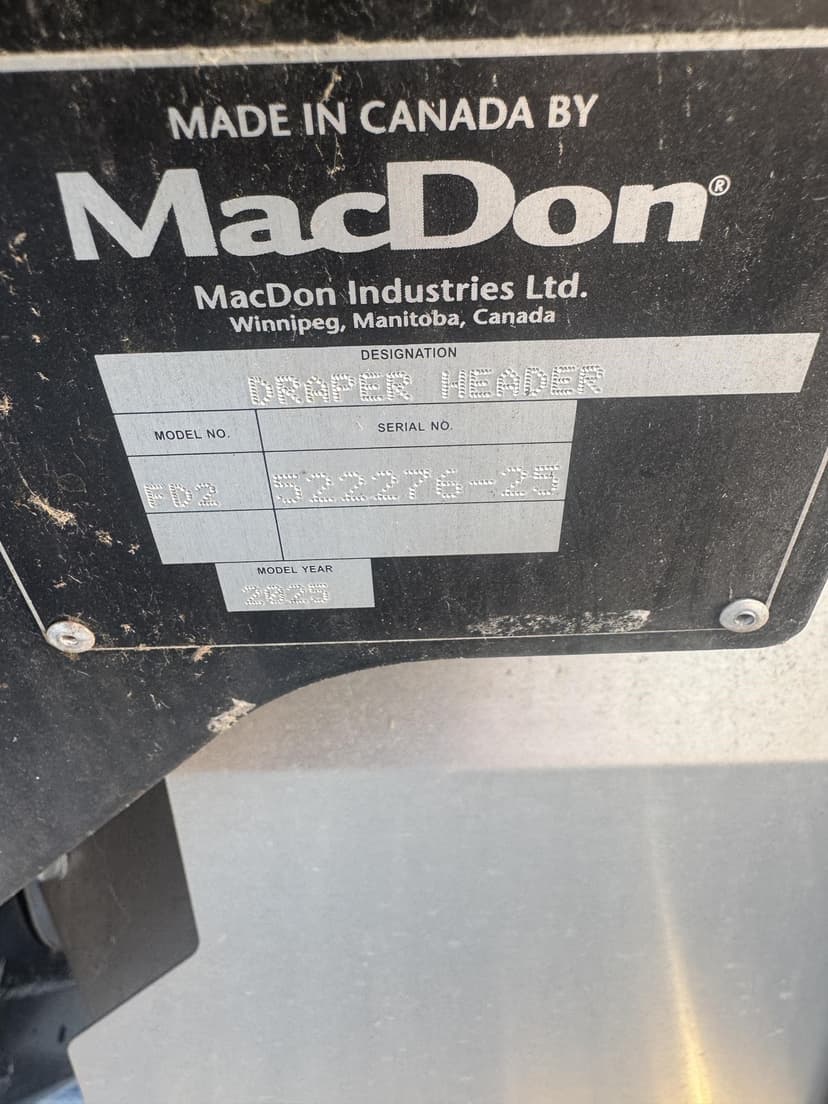 MADE IN CANADA BY
MacDon®
MacDon Industries Ltd.
Winnipeg, Manitoba, Canada
DESIGNATION
DRAPER HEADER
MODEL NO. SERIAL NO.
FD2 522276-25
MODEL YEAR
2025